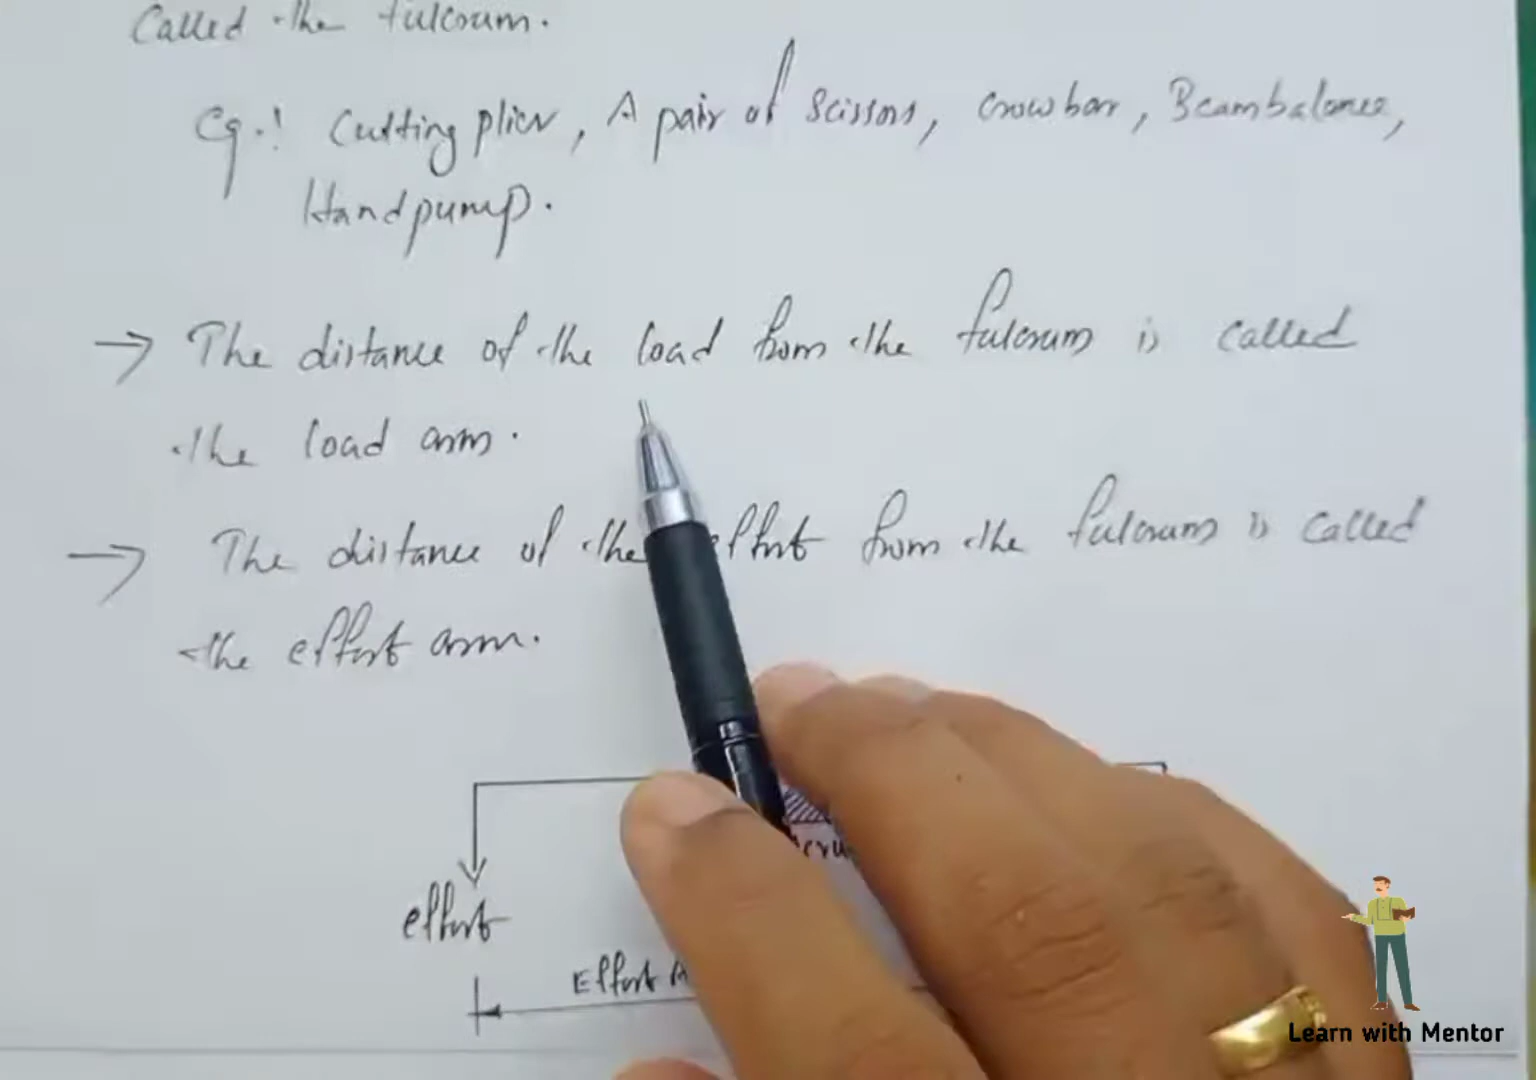 Called the fulcrum.
Eg.: Cutting plier, A pair of Scissors, Crowbar, Beambalance,
Handpump.
→ The distance of the load from the fulcrum is called
the load arm.
→ The distance of the effort from the fulcrum is called
the effort arm.
effort
Effort A
Learn with Mentor